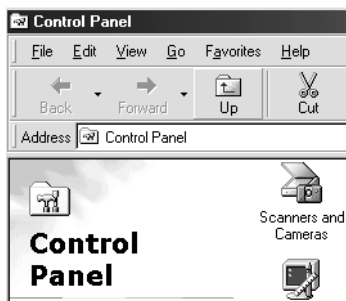 Control Panel
File Edit View Go Favorites Help
Back Forward Up Cut
Address Control Panel
Scanners and
Cameras
Control
Panel